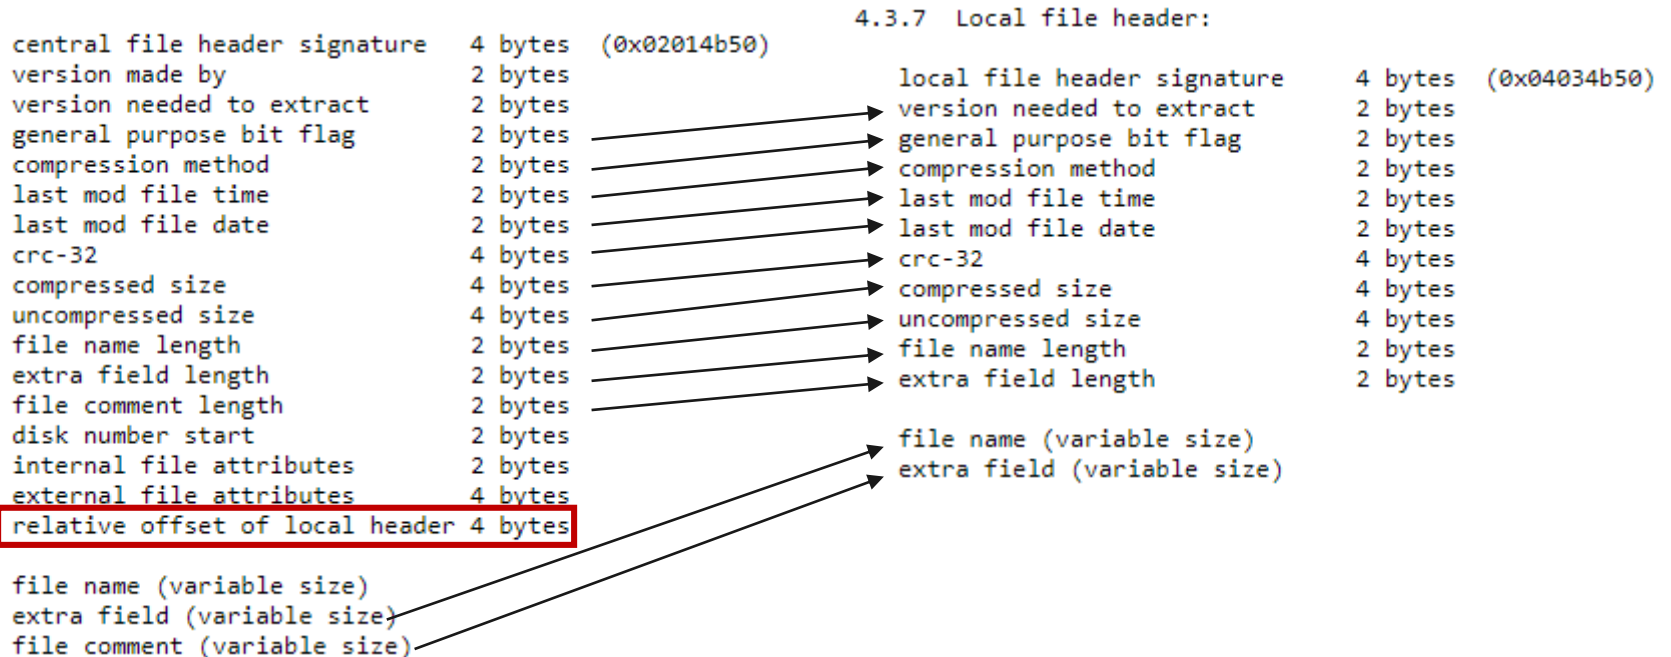 central file header signature   4 bytes  (0x02014b50)
version made by                 2 bytes
version needed to extract       2 bytes
general purpose bit flag        2 bytes
compression method              2 bytes
last mod file time              2 bytes
last mod file date              2 bytes
crc-32                          4 bytes
compressed size                 4 bytes
uncompressed size               4 bytes
file name length                2 bytes
extra field length              2 bytes
file comment length             2 bytes
disk number start               2 bytes
internal file attributes        2 bytes
external file attributes        4 bytes
relative offset of local header 4 bytes
file name (variable size)
extra field (variable size)
file comment (variable size)
4.3.7  Local file header:
local file header signature     4 bytes  (0x04034b50)
version needed to extract       2 bytes
general purpose bit flag        2 bytes
compression method              2 bytes
last mod file time              2 bytes
last mod file date              2 bytes
crc-32                          4 bytes
compressed size                 4 bytes
uncompressed size               4 bytes
file name length                2 bytes
extra field length              2 bytes
file name (variable size)
extra field (variable size)